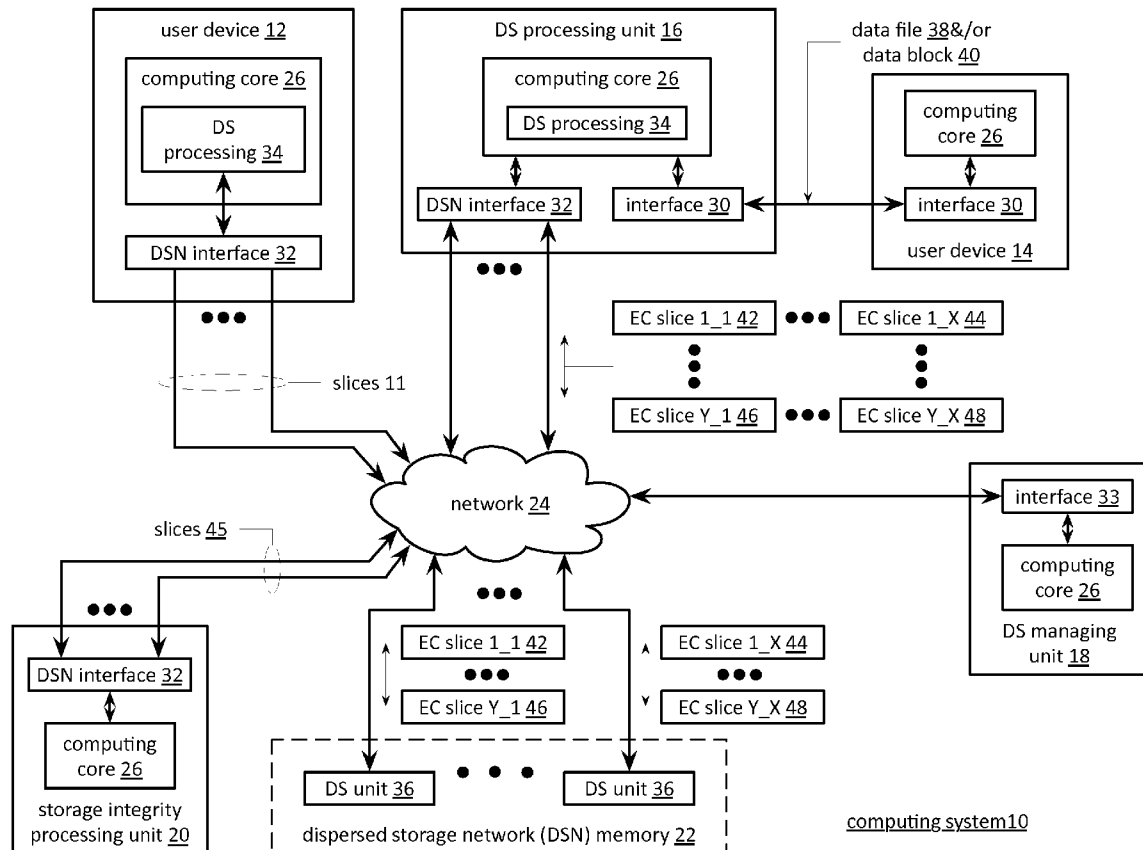 user device 12
computing core 26
DS
processing 34
DSN interface 32
DS processing unit 16
computing core 26
DS processing 34
DSN interface 32
interface 30
data file 38&/or
data block 40
computing
core 26
interface 30
user device 14
slices 11
EC slice 1_1 42
EC slice 1_X 44
EC slice Y_1 46
EC slice Y_X 48
network 24
interface 33
computing
core 26
DS managing
unit 18
slices 45
DSN interface 32
computing
core 26
storage integrity
processing unit 20
EC slice 1_1 42
EC slice 1_X 44
EC slice Y_1 46
EC slice Y_X 48
DS unit 36
DS unit 36
dispersed storage network (DSN) memory 22
computing system10